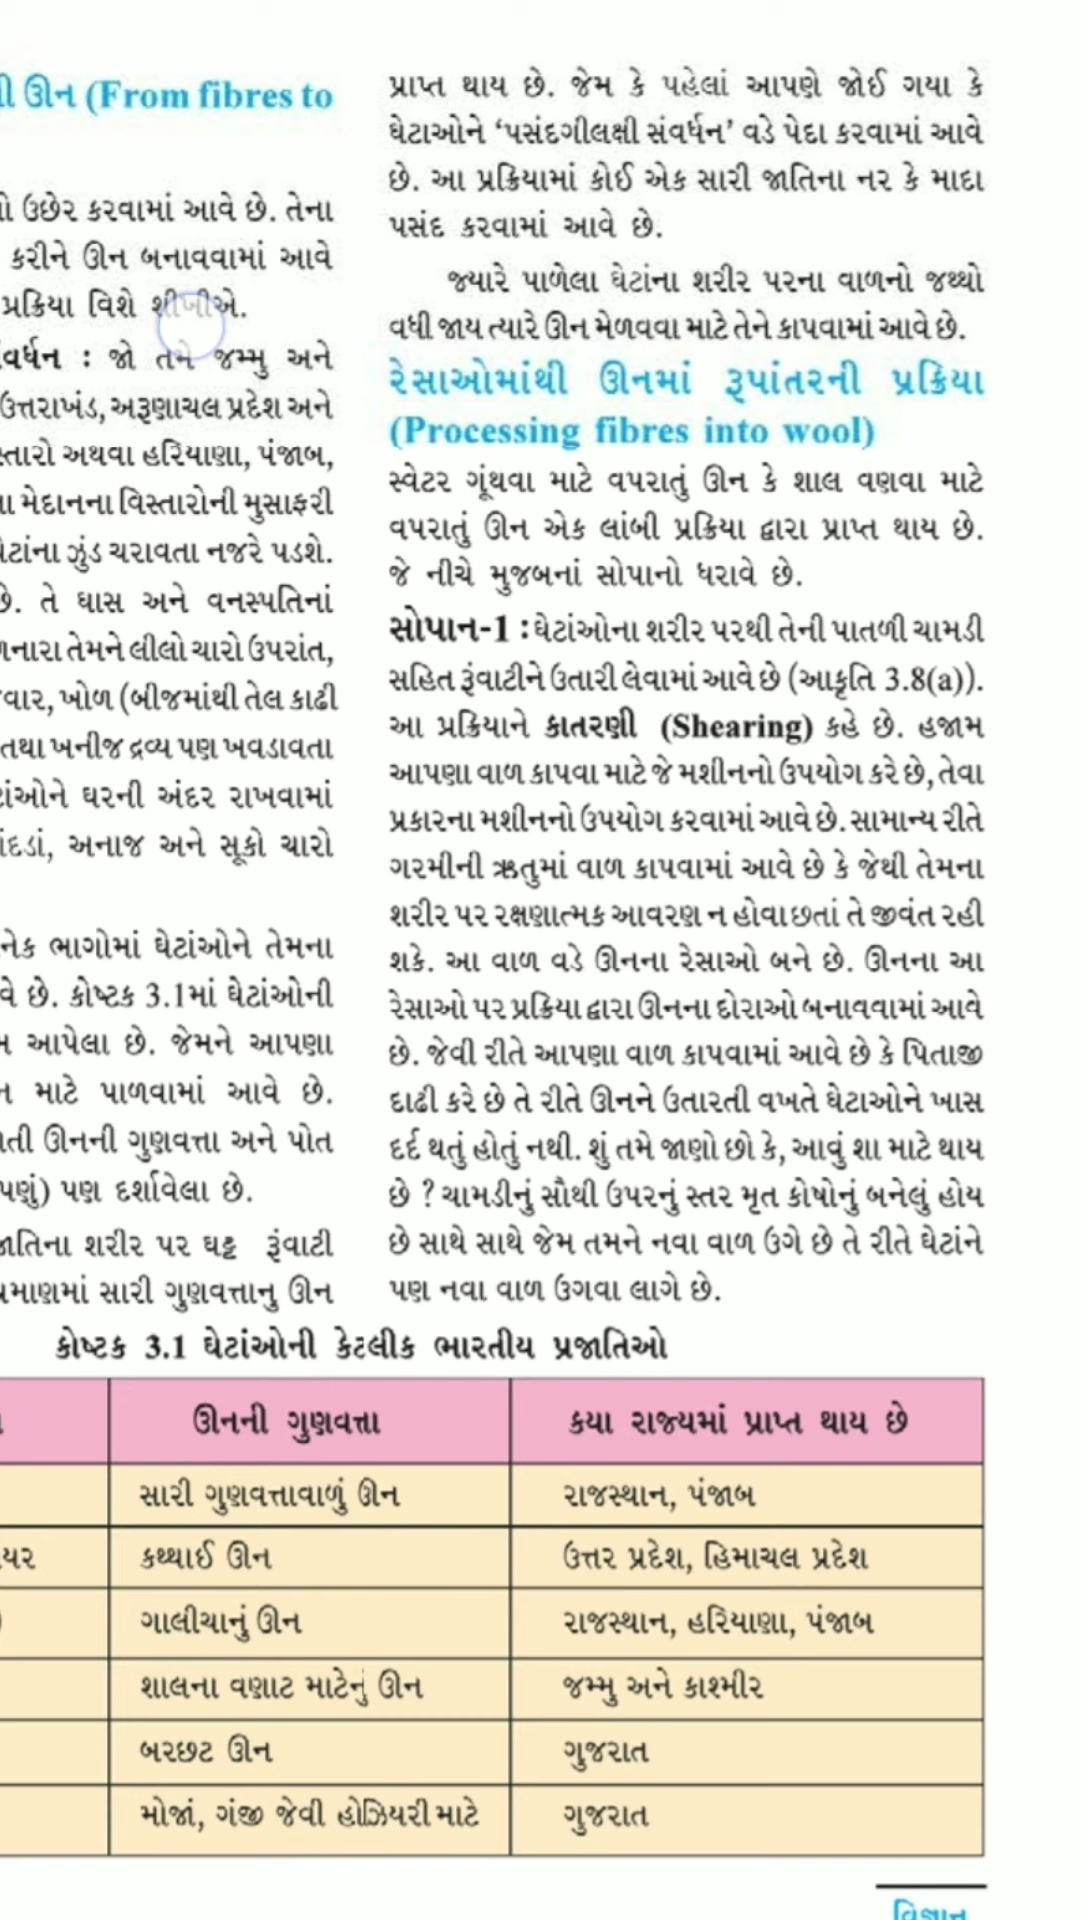 ઊન (From fibres to
ઉછેર કરવામાં આવે છે. તેના
કરીને ઊન બનાવવામાં આવે
પ્રક્રિયા વિશે શીખીએ.
જો તમે જમ્મુ અને
ઉત્તરાખંડ, અરૂણાચલ પ્રદેશ અને
અથવા હરિયાણા, પંજાબ,
મેદાનના વિસ્તારોની મુસાફરી
ઝુંડ ચરાવતા નજરે પડશે.
છે. તે ઘાસ અને વનસ્પતિનાં
તેમને લીલો ચારો ઉપરાંત,
ખોળ (બીજમાંથી તેલ કાઢી
તથા ખનીજ દ્રવ્ય પણ ખવડાવતા
ઘરની અંદર રાખવામાં
અનાજ અને સૂકો ચારો
ભાગોમાં ઘેટાંઓને તેમના
છે. કોષ્ટક 3.1માં ઘેટાંઓની
આપેલા છે. જેમને આપણા
માટે પાળવામાં આવે છે.
ઊનની ગુણવત્તા અને પોત
પણ દર્શાવેલા છે.
શરીર પર ઘટ્ટ રૂંવાટી
સારી ગુણવત્તાનુ ઊન
પ્રાપ્ત થાય છે. જેમ કે પહેલાં આપણે જોઈ ગયા કે
ઘેટાઓને ‘પસંદગીલક્ષી સંવર્ધન’ વડે પેદા કરવામાં આવે
છે. આ પ્રક્રિયામાં કોઈ એક સારી જાતિના નર કે માદા
પસંદ કરવામાં આવે છે.
જ્યારે પાળેલા ઘેટાંના શરીર પરના વાળનો જથ્થો
વધી જાય ત્યારે ઊન મેળવવા માટે તેને કાપવામાં આવે છે.
રેસાઓમાંથી ઊનમાં રૂપાંતરની પ્રક્રિયા
(Processing fibres into wool)
સ્વેટર ગૂંથવા માટે વપરાતું ઊન કે શાલ વણવા માટે
વપરાતું ઊન એક લાંબી પ્રક્રિયા દ્વારા પ્રાપ્ત થાય છે.
જે નીચે મુજબનાં સોપાનો ધરાવે છે.
સોપાન-1 : ઘેટાંઓના શરીર પરથી તેની પાતળી ચામડી
સહિત રૂંવાટીને ઉતારી લેવામાં આવે છે (આકૃતિ 3.8(a)).
આ પ્રક્રિયાને કાતરણી (Shearing) કહે છે. હજામ
આપણા વાળ કાપવા માટે જે મશીનનો ઉપયોગ કરે છે, તેવા
પ્રકારના મશીનનો ઉપયોગ કરવામાં આવે છે. સામાન્ય રીતે
ગરમીની ઋતુમાં વાળ કાપવામાં આવે છે કે જેથી તેમના
શરીર પર રક્ષણાત્મક આવરણ ન હોવા છતાં તે જીવંત રહી
શકે. આ વાળ વડે ઊનના રેસાઓ બને છે. ઊનના આ
રેસાઓ પર પ્રક્રિયા દ્વારા ઊનના દોરાઓ બનાવવામાં આવે
છે. જેવી રીતે આપણા વાળ કાપવામાં આવે છે કે પિતાજી
દાઢી કરે છે તે રીતે ઊનને ઉતારતી વખતે ઘેટાઓને ખાસ
દર્દ થતું હોતું નથી. શું તમે જાણો છો કે, આવું શા માટે થાય
છે ? ચામડીનું સૌથી ઉપરનું સ્તર મૃત કોષોનું બનેલું હોય
છે સાથે સાથે જેમ તમને નવા વાળ ઉગે છે તે રીતે ઘેટાંને
પણ નવા વાળ ઉગવા લાગે છે.
કોષ્ટક 3.1 ઘેટાંઓની કેટલીક ભારતીય પ્રજાતિઓ
ઊનની ગુણવત્તા કયા રાજ્યમાં પ્રાપ્ત થાય છે
સારી ગુણવત્તાવાળું ઊન રાજસ્થાન, પંજાબ
કથ્થાઈ ઊન ઉત્તર પ્રદેશ, હિમાચલ પ્રદેશ
ગાલીચાનું ઊન રાજસ્થાન, હરિયાણા, પંજાબ
શાલના વણાટ માટેનું ઊન જમ્મુ અને કાશ્મીર
બરછટ ઊન ગુજરાત
મોજાં, ગંજી જેવી હોઝિયરી માટે ગુજરાત
વિજ્ઞાન